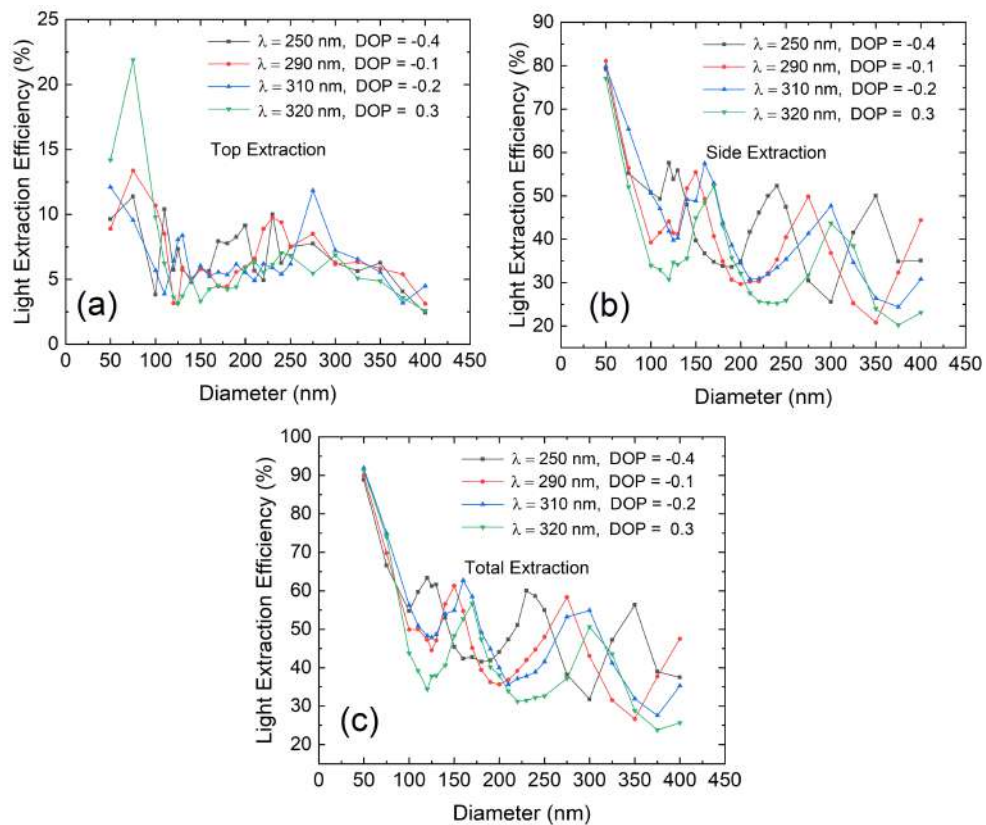 25
20
15
10
5
0
Light Extraction Efficiency (%)
λ = 250 nm, DOP = -0.4
λ = 290 nm, DOP = -0.1
λ = 310 nm, DOP = -0.2
λ = 320 nm, DOP = 0.3
Top Extraction
(a)
0 50 100 150 200 250 300 350 400 450
Diameter (nm)
90
80
70
60
50
40
30
20
Light Extraction Efficiency (%)
λ = 250 nm, DOP = -0.4
λ = 290 nm, DOP = -0.1
λ = 310 nm, DOP = -0.2
λ = 320 nm, DOP = 0.3
Side Extraction
(b)
0 50 100 150 200 250 300 350 400 450
Diameter (nm)
100
90
80
70
60
50
40
30
20
Light Extraction Efficiency (%)
λ = 250 nm, DOP = -0.4
λ = 290 nm, DOP = -0.1
λ = 310 nm, DOP = -0.2
λ = 320 nm, DOP = 0.3
Total Extraction
(c)
0 50 100 150 200 250 300 350 400 450
Diameter (nm)